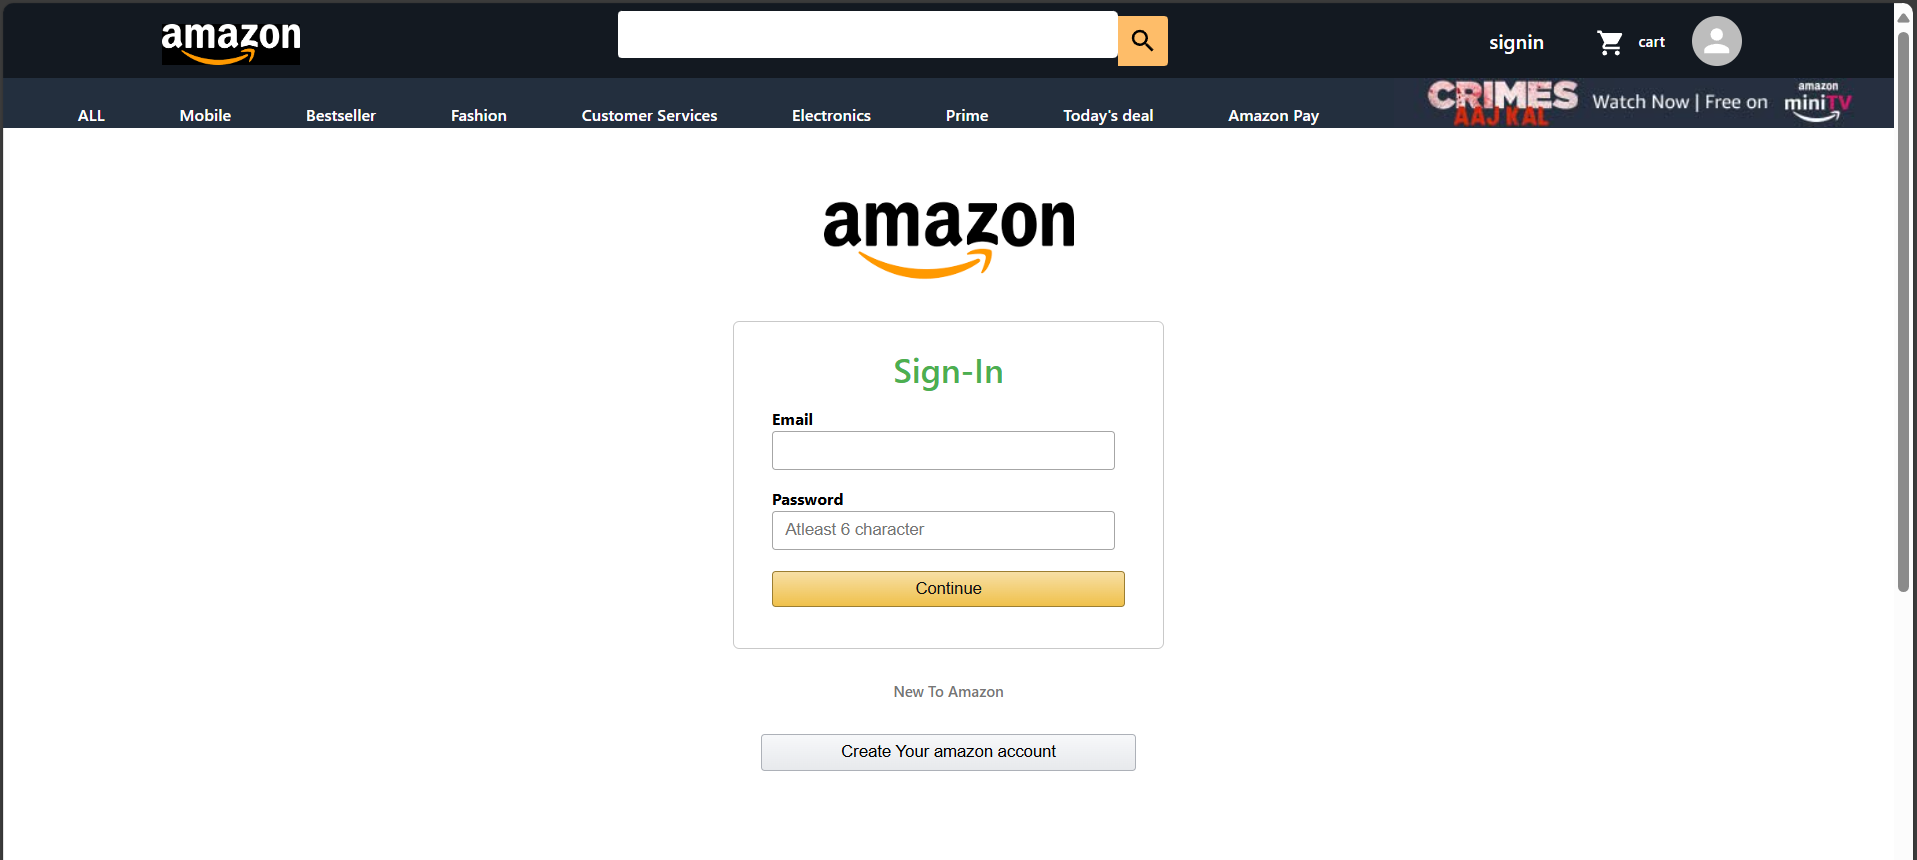 amazon
signin
cart
ALL
Mobile
Bestseller
Fashion
Customer Services
Electronics
Prime
Today's deal
Amazon Pay
CRIMES
AAJ KAL
Watch Now | Free on
amazon
miniTV
amazon
Sign-In
Email
Password
Atleast 6 character
Continue
New To Amazon
Create Your amazon account